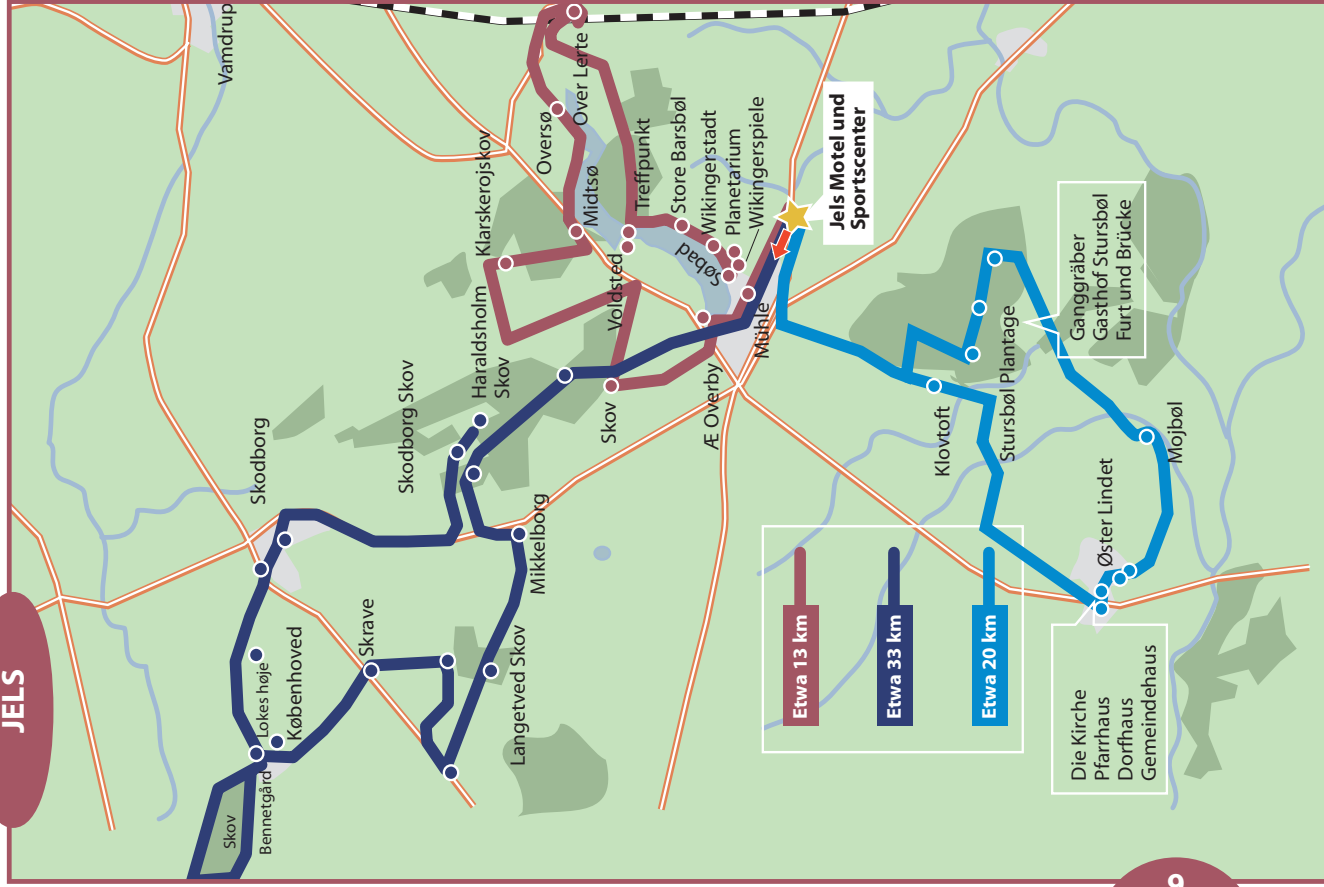 JELS
Vamdrup
Over Lerte
Oversø
Klarskerojskov
Midtsø
Treffpunkt
Store Barsbøl
Wikingerstadt
Planetarium
Wikingerspiele
Søbad
Voldsted
Jels Motel und
Sportscenter
Mühle
Æ Overby
Skov
Haraldsholm
Skov
Skodborg Skov
Skodborg
Mikkelborg
Skrave
Langetved Skov
Lokes høje
Københoved
Skov
Bennetgård
Klovtoft
Stursbøl Plantage
Ganggräber
Gasthof Stursbøl
Furt und Brücke
Mojbøl
Øster Lindet
Die Kirche
Pfarrhaus
Dorfhaus
Gemeindehaus
Etwa 13 km
Etwa 33 km
Etwa 20 km
9